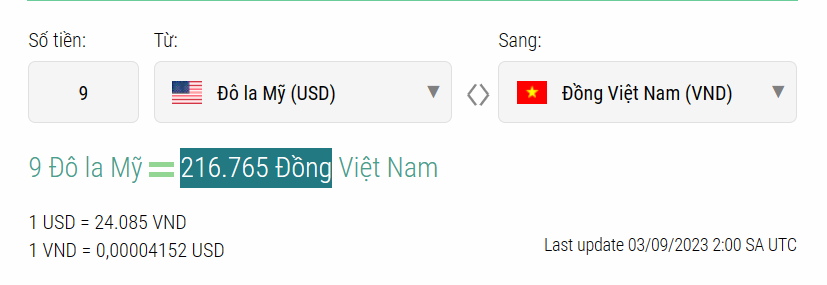 Số tiền: Từ: Sang:
9 Đô la Mỹ (USD) Đồng Việt Nam (VND)
9 Đô la Mỹ = 216.765 Đồng Việt Nam
1 USD = 24.085 VND
1 VND = 0,00004152 USD
Last update 03/09/2023 2:00 SA UTC